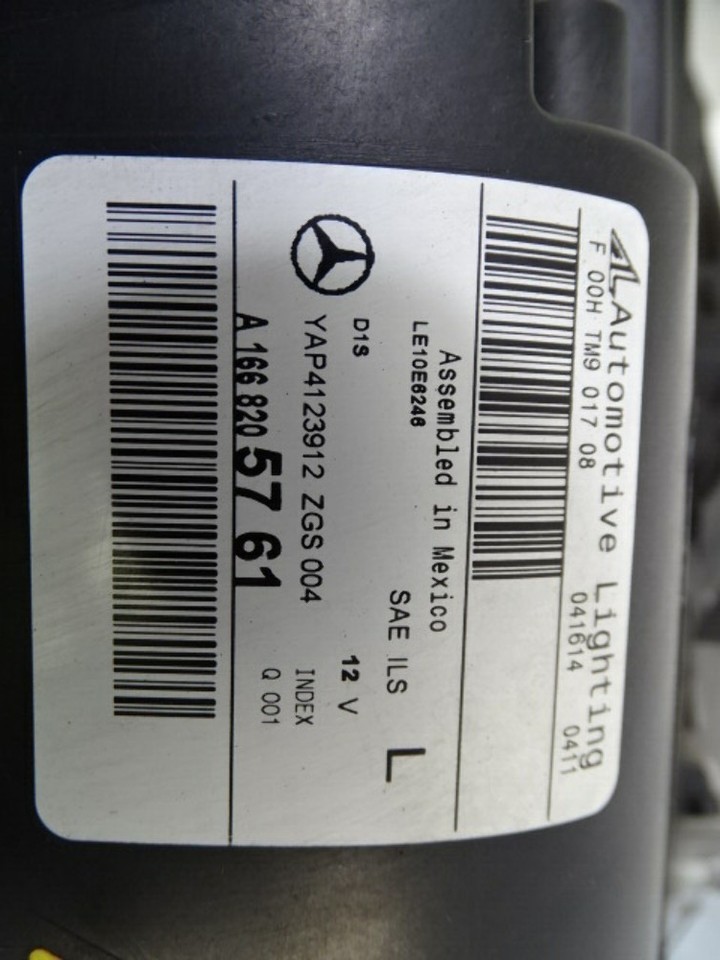 AL Automotive Lighting
F 00H TM9 017 08 041614 0411
Assembled in Mexico
LE10E6246 SAE ILS L
D1S 12 V
YAP4123912 ZGS 004 INDEX
A 166 820 57 61 Q 001